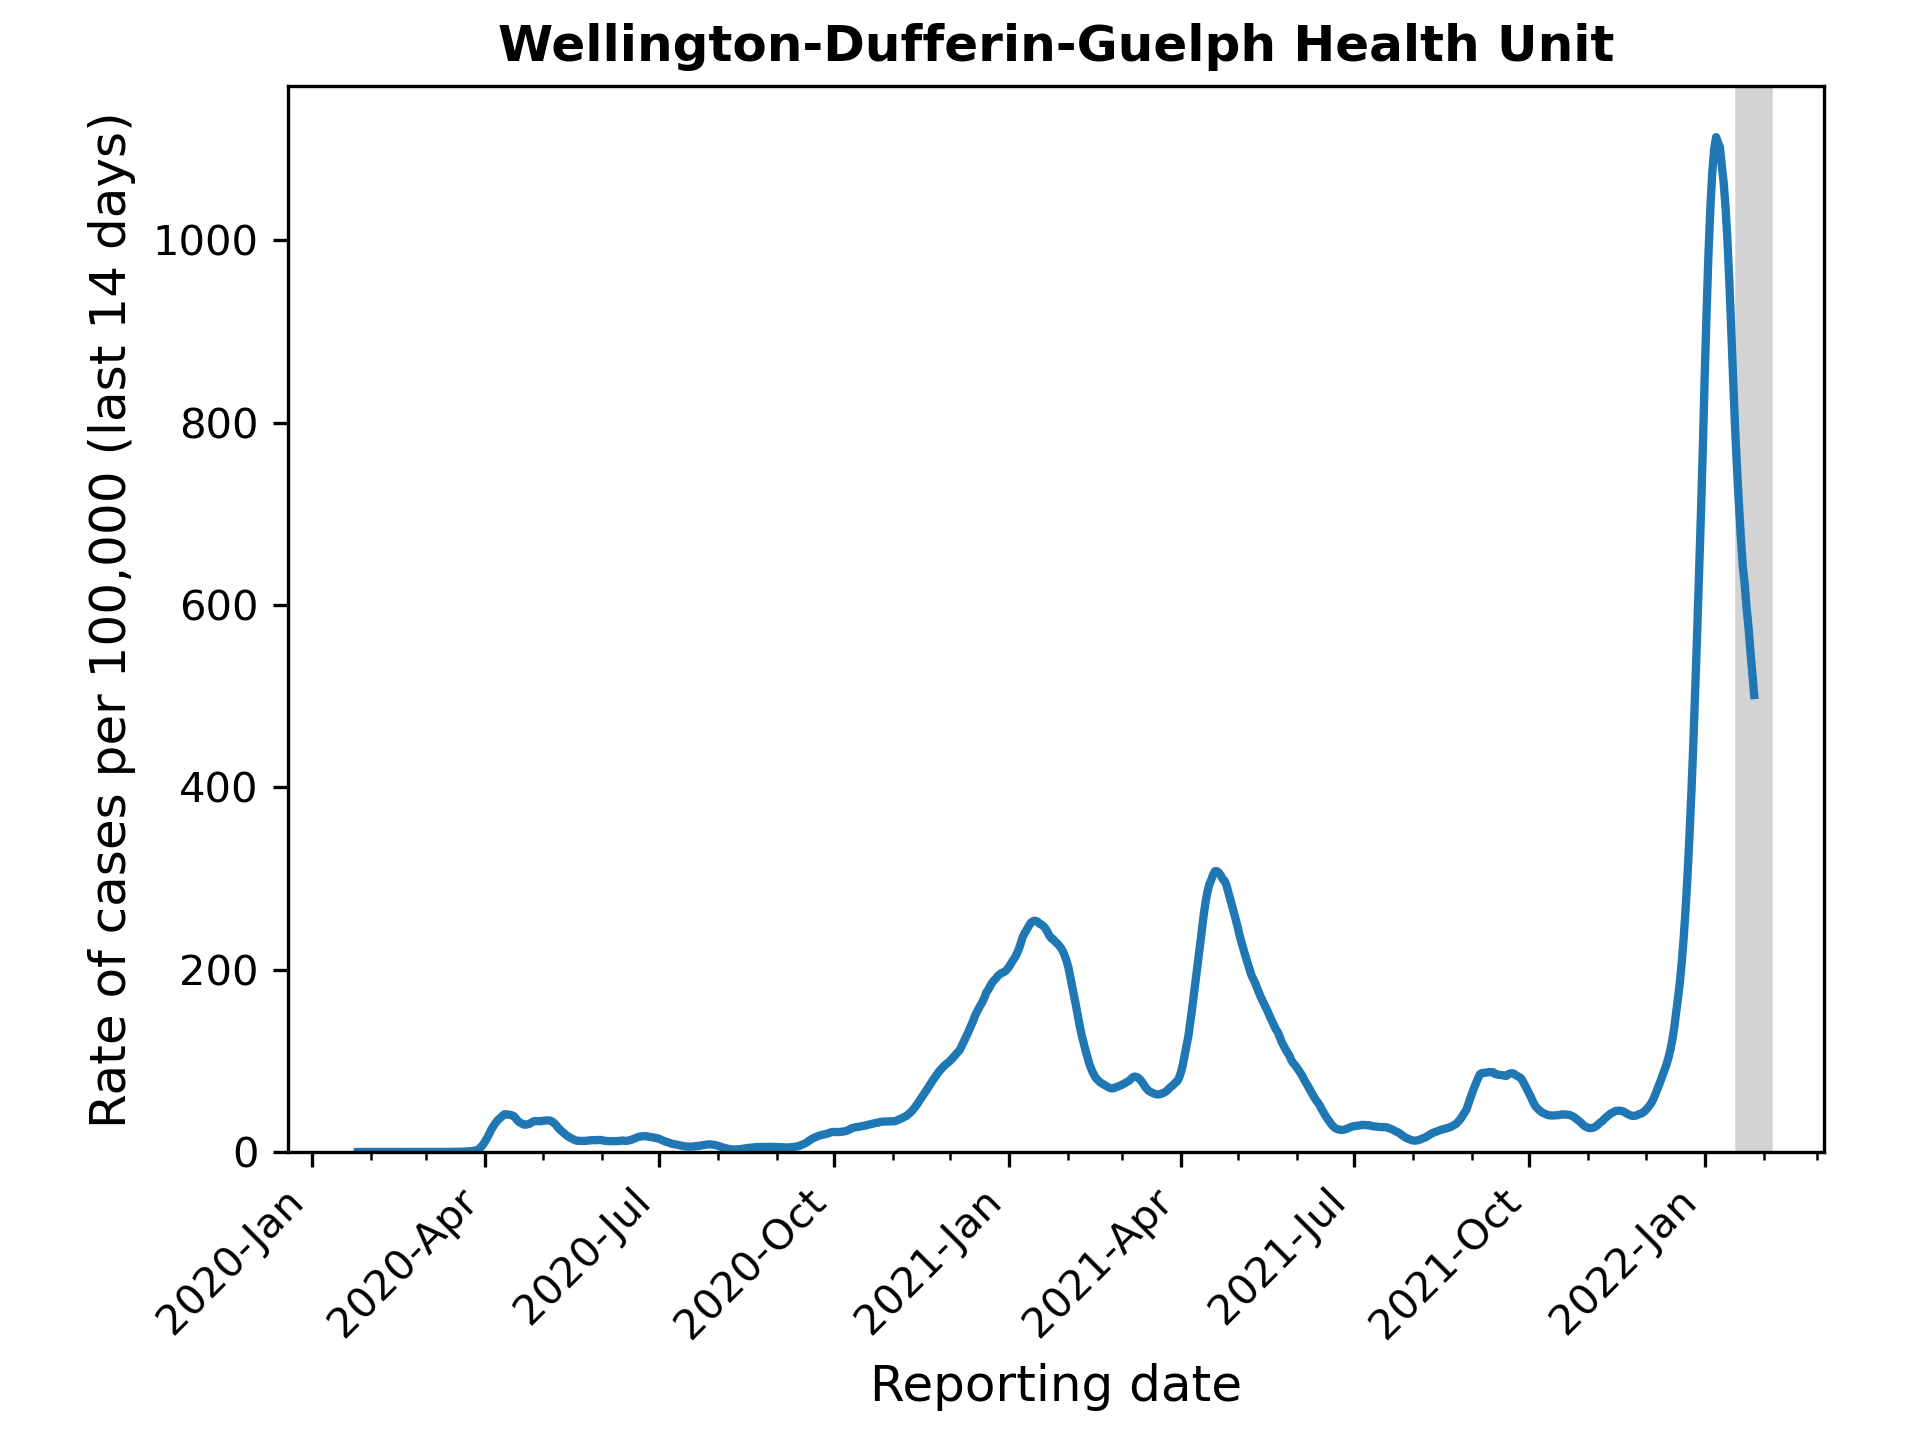 Wellington-Dufferin-Guelph Health Unit
Rate of cases per 100,000 (last 14 days)
1000
800
600
400
200
0
2020-Jan
2020-Apr
2020-Jul
2020-Oct
2021-Jan
2021-Apr
2021-Jul
2021-Oct
2022-Jan
Reporting date